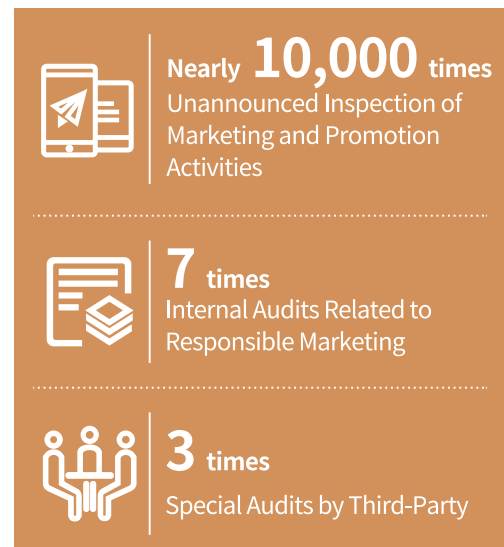 Nearly 10,000 times
Unannounced Inspection of
Marketing and Promotion
Activities
7 times
Internal Audits Related to
Responsible Marketing
3 times
Special Audits by Third-Party